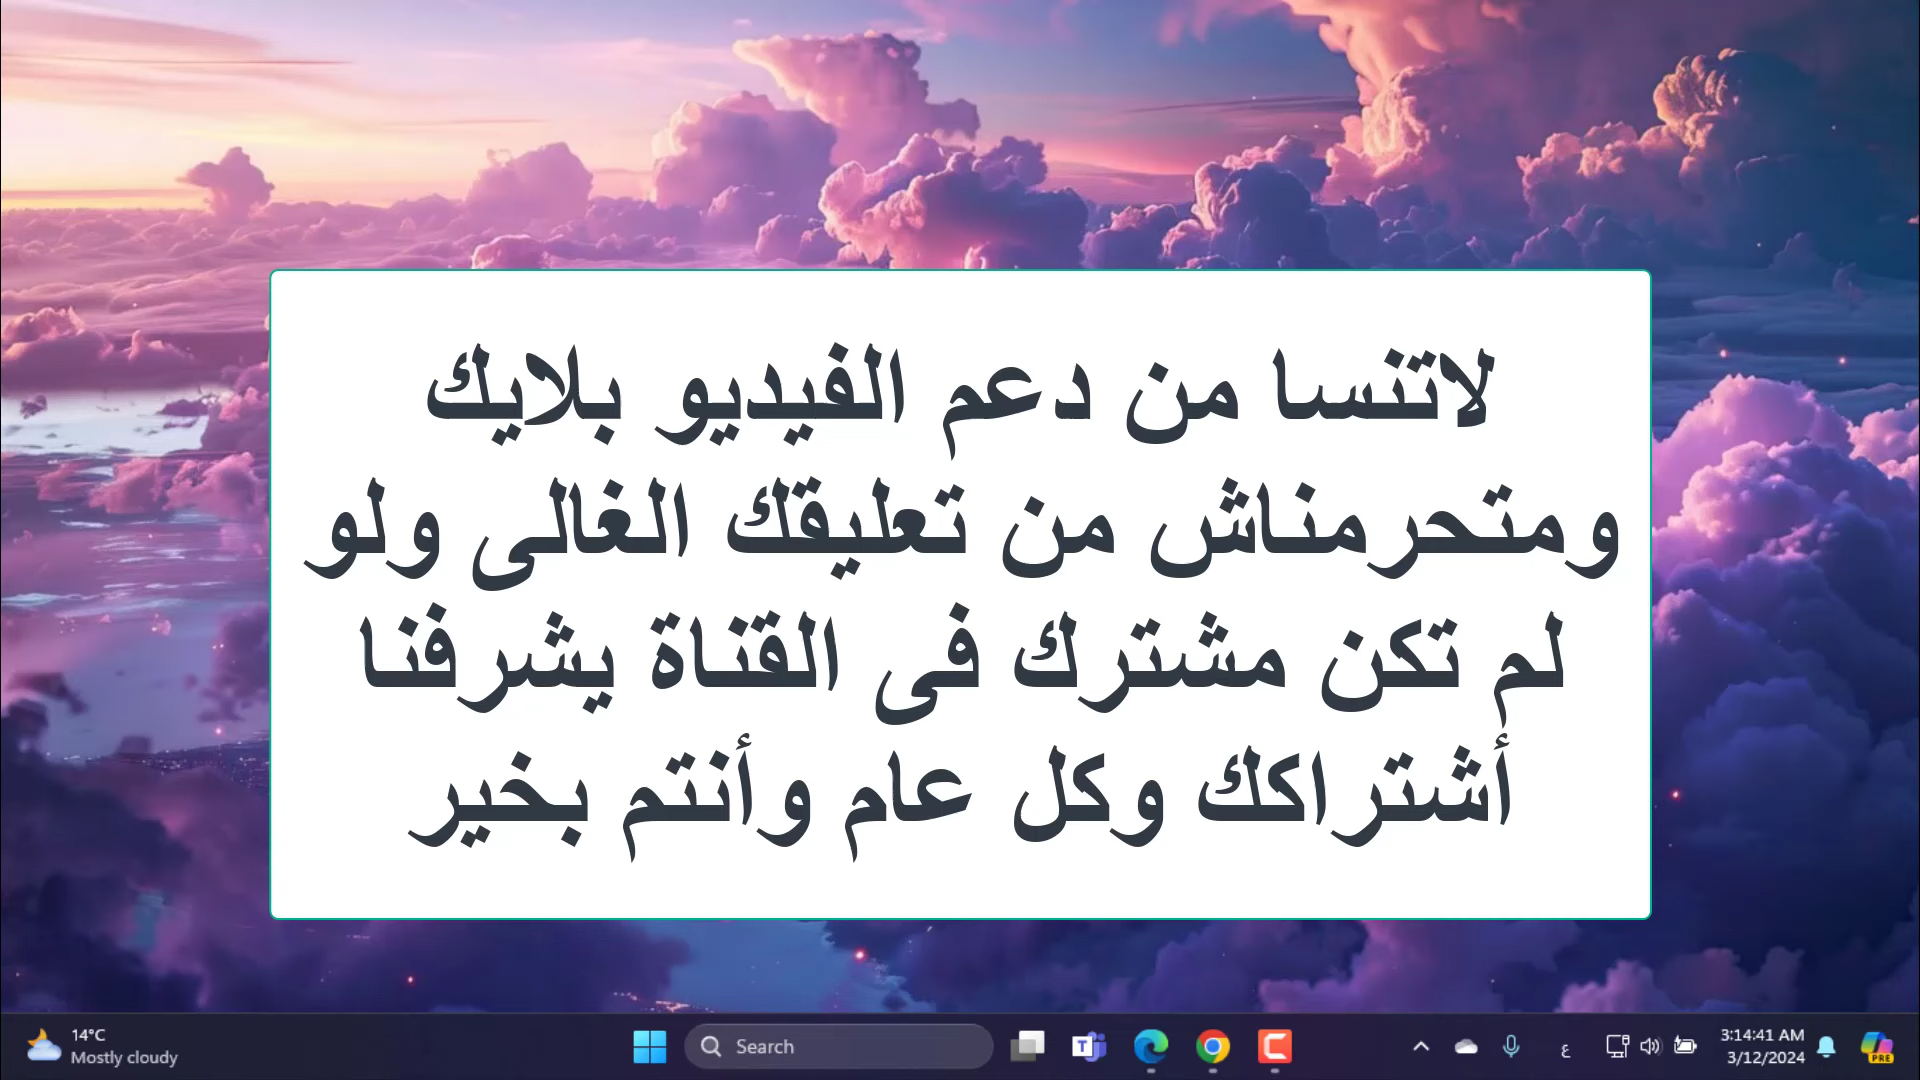 لاتنسا من دعم الفيديو بلايك
ومتحرمناش من تعليقك الغالى ولو
لم تكن مشترك فى القناة يشرفنا
أشتراكك وكل عام وأنتم بخير
14°C
Mostly cloudy
Search
T
ع
3:14:41 AM
3/12/2024
PRE